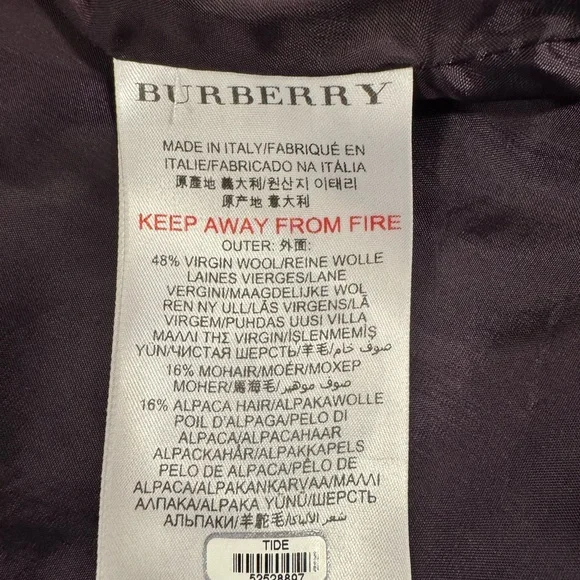 BURBERRY
MADE IN ITALY/FABRIQUÉ EN
ITALIE/FABRICADO NA ITÁLIA
原產地 義大利/원산지 이태리
原产地 意大利
KEEP AWAY FROM FIRE
OUTER: 外面:
48% VIRGIN WOOL/REINE WOLLE
LAINES VIERGES/LANE
VERGINI/MAAGDELIJKE WOL
REN NY ULL/LÃS VIRGENS/LÃ
VIRGEM/PUHDAS UUSI VILLA
ΜΑΛΛΙ ΤΗΣ VIRGIN/İŞLENMEMİŞ
YÜN/ЧИСТАЯ ШЕРСТЬ/羊毛/صوف خام
16% MOHAIR/MOÉR/MOXEP
МОНЕР/馬海毛/صوف موهير
16% ALPACA HAIR/ALPAKAWOLLE
POIL D'ALPAGA/PELO DI
ALPACA/ALPACAHAAR
ALPACKAHÅR/ALPAKKAPELS
PELO DE ALPACA/PÊLO DE
ALPACA/ALPAKANKARVAA/ΜΑΛΛΙ
ΑΛΠΑΚΑ/ALPAKA YÜNÜ/ШЕРСТЬ
АЛЬПАКИ/羊駝毛/شعر الألباكا
TIDE
52528897